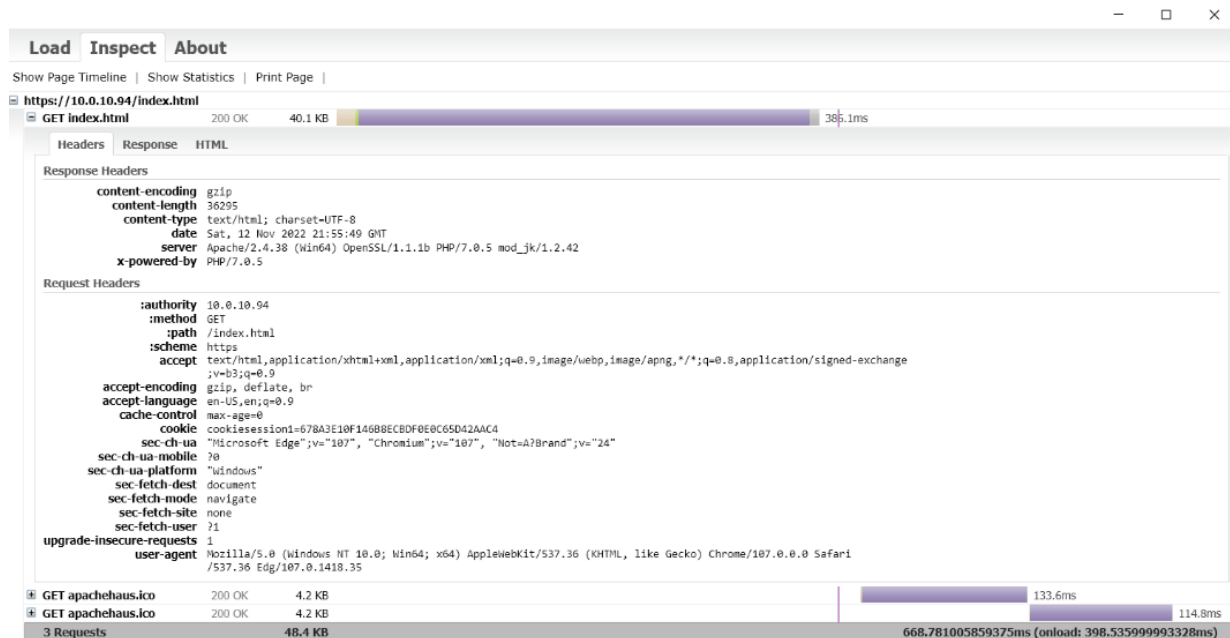 Load Inspect About
Show Page Timeline | Show Statistics | Print Page |
https://10.0.10.94/index.html
GET index.html 200 OK 40.1 KB 386.1ms
Headers Response HTML
Response Headers
content-encoding gzip
content-length 36295
content-type text/html; charset=UTF-8
date Sat, 12 Nov 2022 21:55:49 GMT
server Apache/2.4.38 (Win64) OpenSSL/1.1.1b PHP/7.0.5 mod_jk/1.2.42
x-powered-by PHP/7.0.5
Request Headers
:authority 10.0.10.94
:method GET
:path /index.html
:scheme https
accept text/html,application/xhtml+xml,application/xml;q=0.9,image/webp,image/apng,*/*;q=0.8,application/signed-exchange
;v=b3;q=0.9
accept-encoding gzip, deflate, br
accept-language en-US,en;q=0.9
cache-control max-age=0
cookie cookiesession1=678A3E10F146B8ECBDF0E0C65D42AAC4
sec-ch-ua "Microsoft Edge";v="107", "Chromium";v="107", "Not=A?Brand";v="24"
sec-ch-ua-mobile ?0
sec-ch-ua-platform "Windows"
sec-fetch-dest document
sec-fetch-mode navigate
sec-fetch-site none
sec-fetch-user ?1
upgrade-insecure-requests 1
user-agent Mozilla/5.0 (Windows NT 10.0; Win64; x64) AppleWebKit/537.36 (KHTML, like Gecko) Chrome/107.0.0.0 Safari
/537.36 Edg/107.0.1418.35
GET apachehaus.ico 200 OK 4.2 KB 133.6ms
GET apachehaus.ico 200 OK 4.2 KB 114.8ms
3 Requests 48.4 KB 668.781005859375ms (onload: 398.535999993328ms)